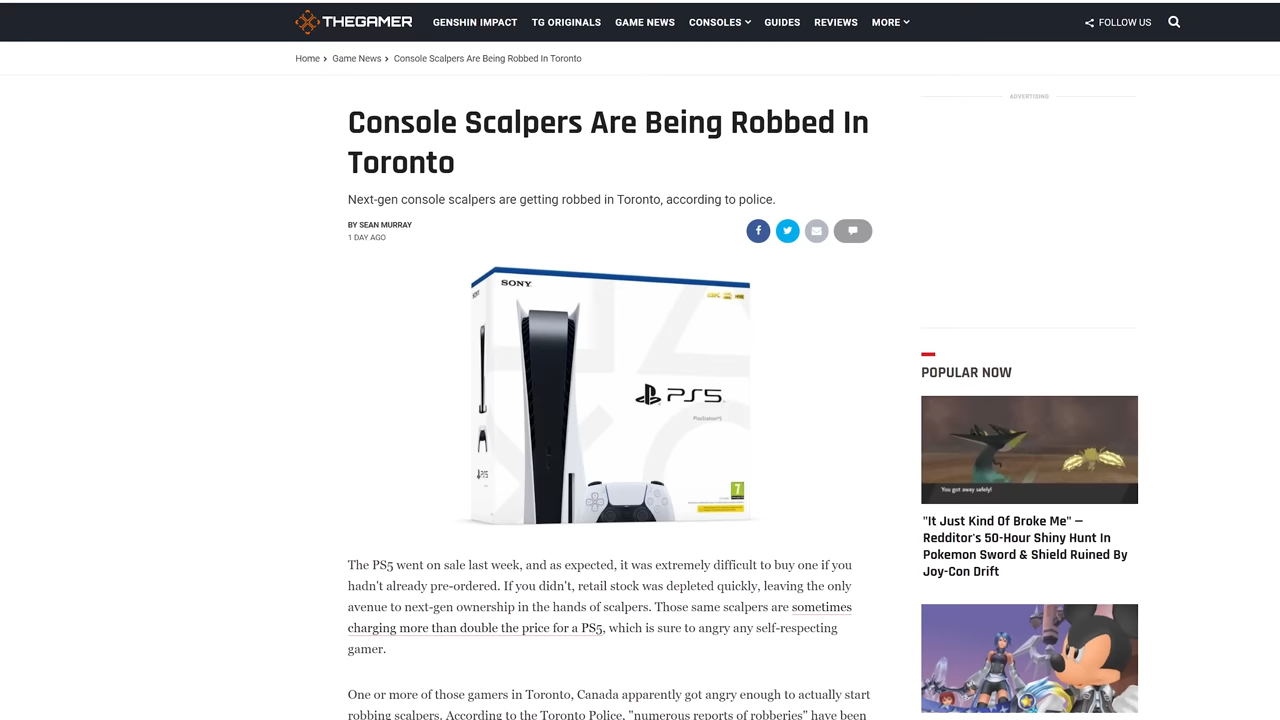 THEGAMER
GENSHIN IMPACT TG ORIGINALS GAME NEWS CONSOLES GUIDES REVIEWS MORE
FOLLOW US
Home Game News Console Scalpers Are Being Robbed In Toronto
Console Scalpers Are Being Robbed In
Toronto
Next-gen console scalpers are getting robbed in Toronto, according to police.
BY SEAN MURRAY
1 DAY AGO
SONY
PS5
PlayStation5
PS5
7
The PS5 went on sale last week, and as expected, it was extremely difficult to buy one if you
hadn't already pre-ordered. If you didn't, retail stock was depleted quickly, leaving the only
avenue to next-gen ownership in the hands of scalpers. Those same scalpers are sometimes
charging more than double the price for a PS5, which is sure to angry any self-respecting
gamer.
One or more of those gamers in Toronto, Canada apparently got angry enough to actually start
robbing scalpers. According to the Toronto Police, "numerous reports of robberies" have been
ADVERTISING
POPULAR NOW
You got away safely!
"It Just Kind Of Broke Me" –
Redditor's 50-Hour Shiny Hunt In
Pokemon Sword & Shield Ruined By
Joy-Con Drift